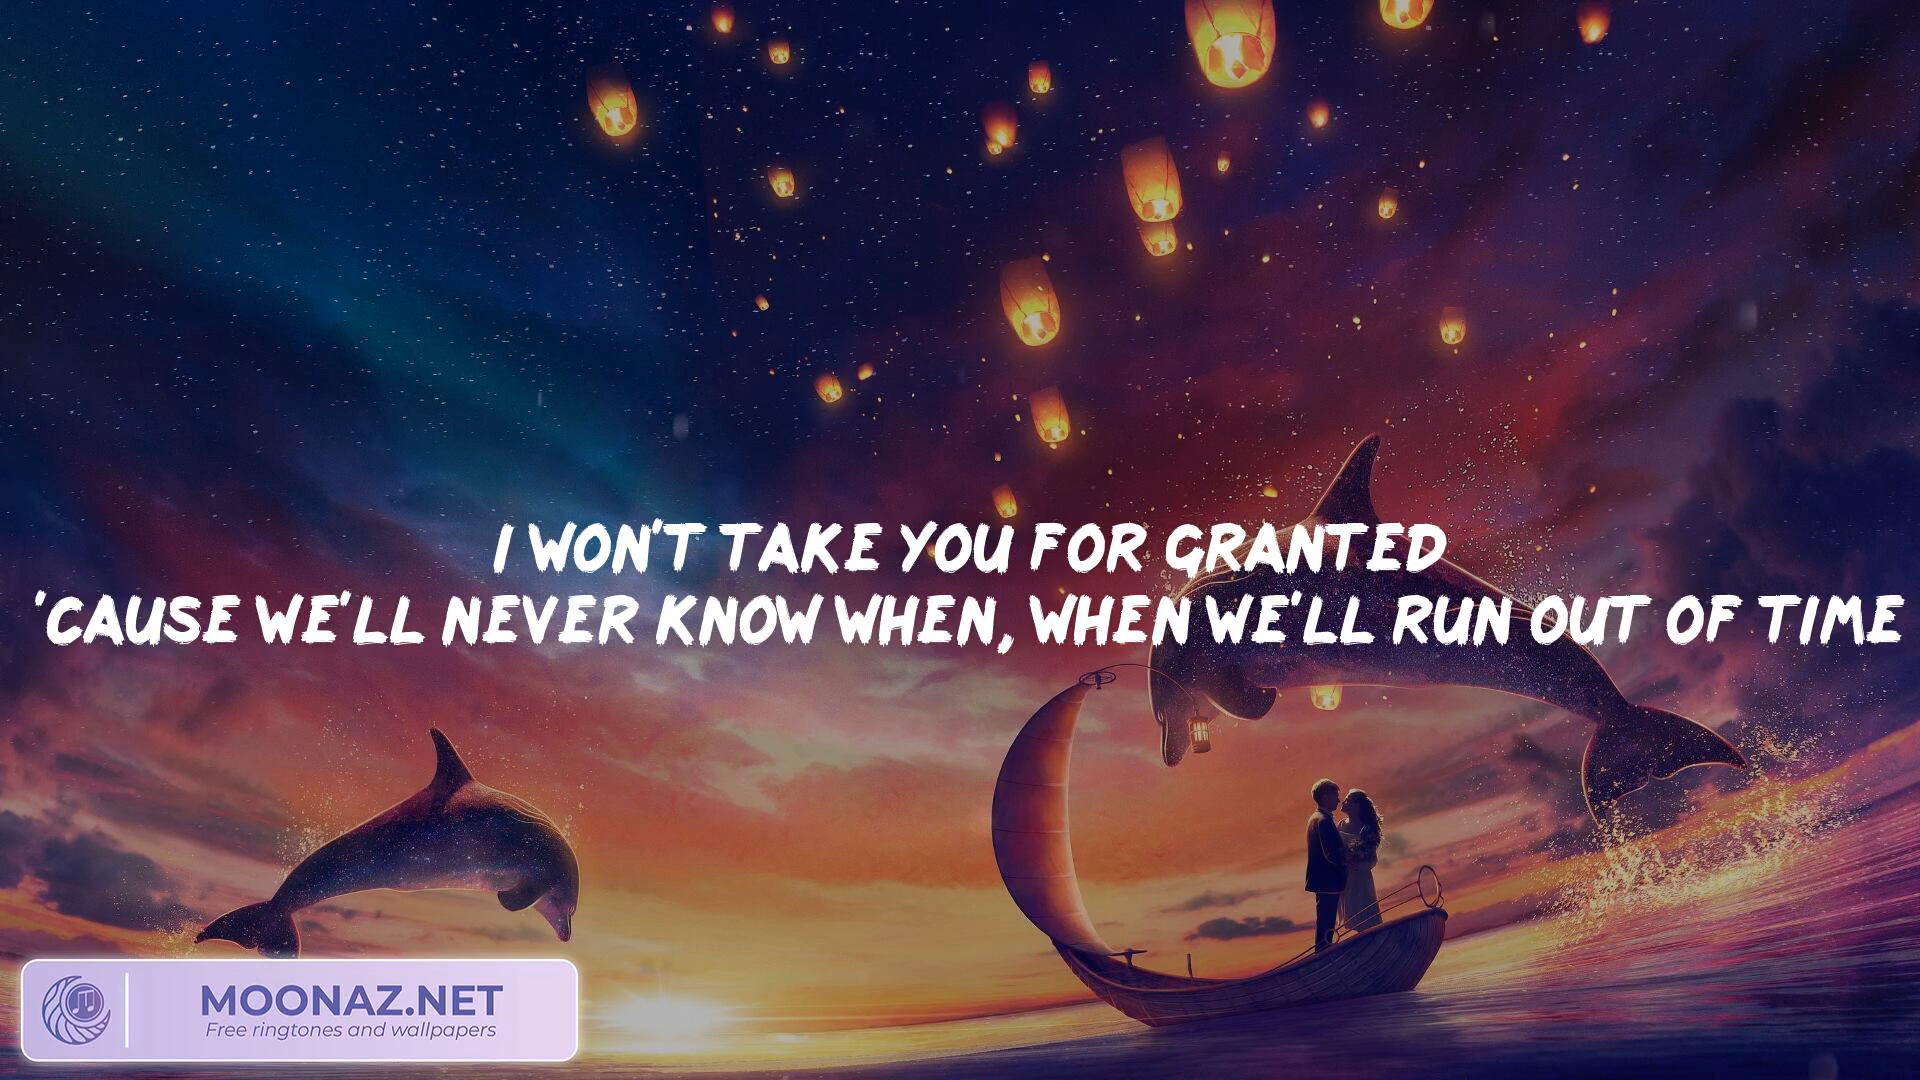 I WON'T TAKE YOU FOR GRANTED
'CAUSE WE'LL NEVER KNOW WHEN, WHEN WE'LL RUN OUT OF TIME
MOONAZ.NET
Free ringtones and wallpapers